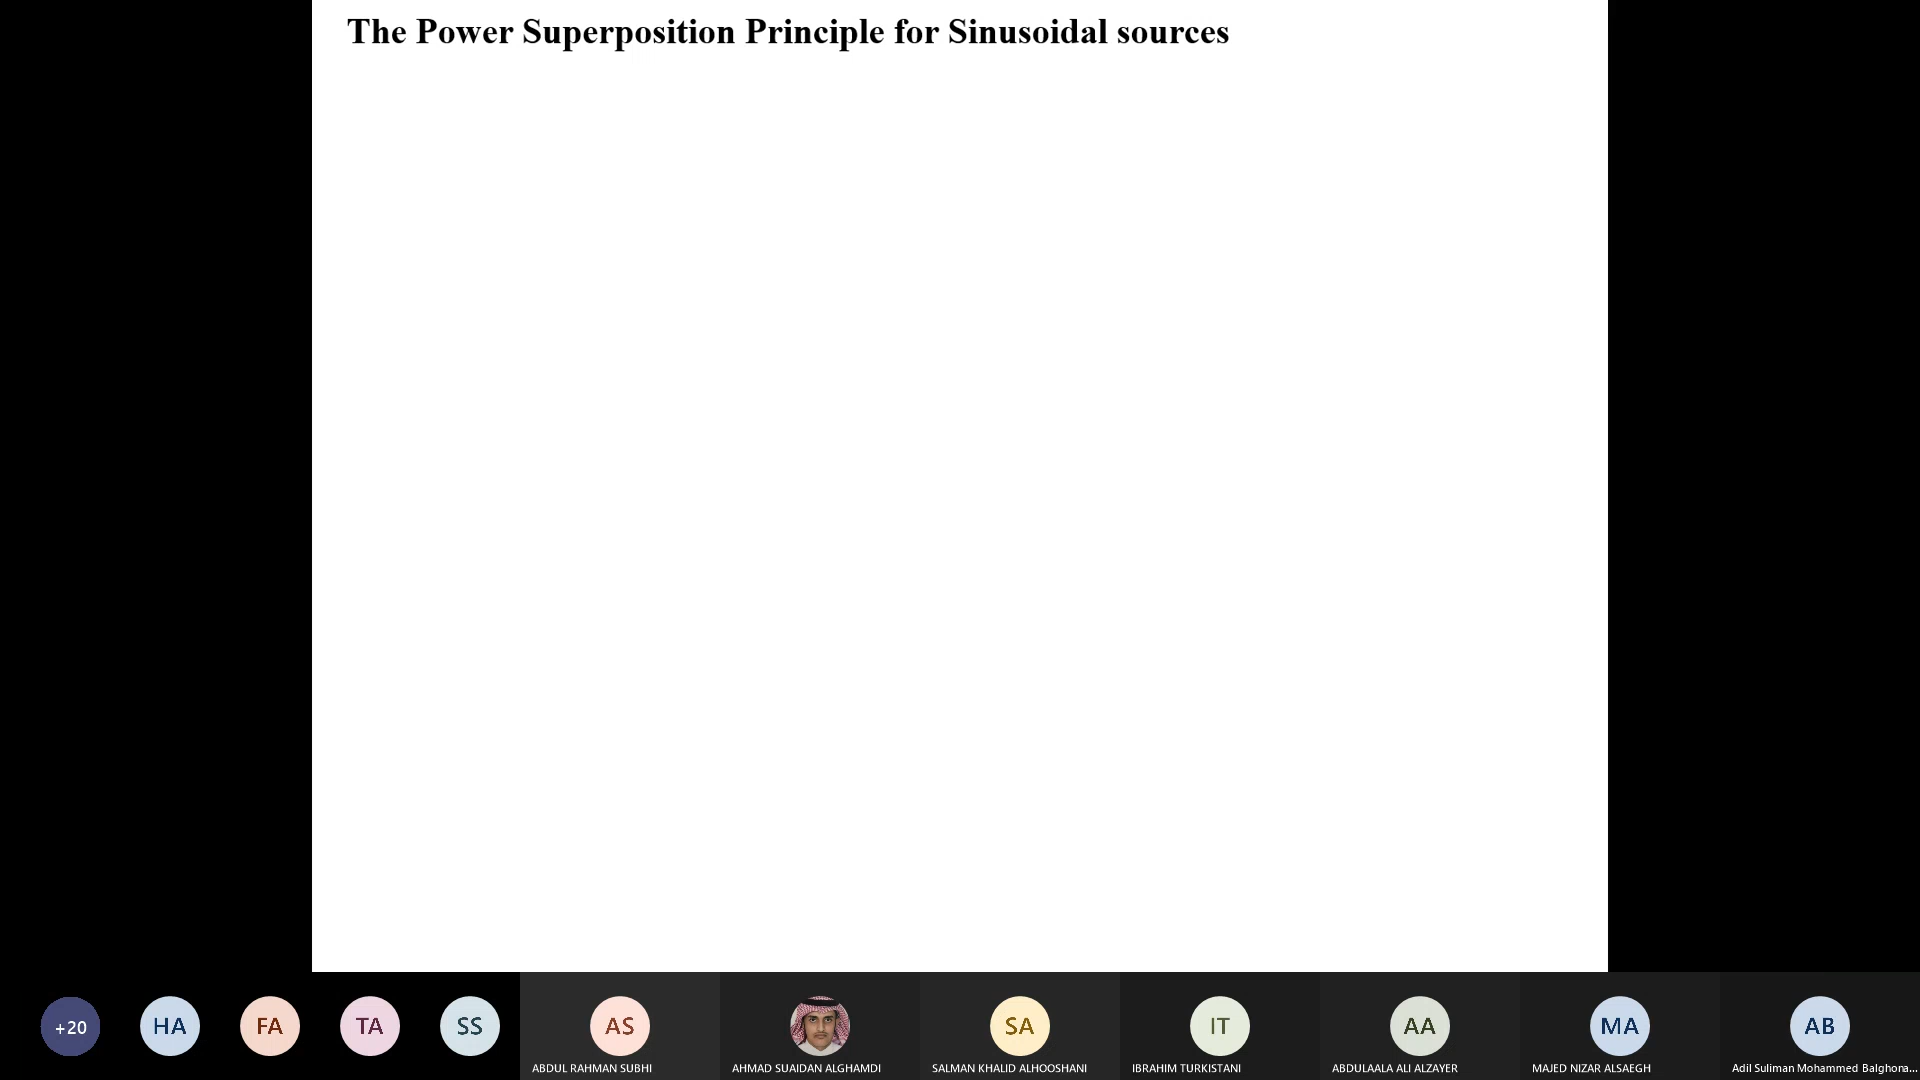 The Power Superposition Principle for Sinusoidal sources
+20
HA
FA
TA
SS
AS
SA
IT
AA
MA
AB
ABDUL RAHMAN SUBHI
AHMAD SUAIDAN ALGHAMDI
SALMAN KHALID ALHOOSHANI
IBRAHIM TURKISTANI
ABDULAALA ALI ALZAYER
MAJED NIZAR ALSAEGH
Adil Suliman Mohammed Balghona...